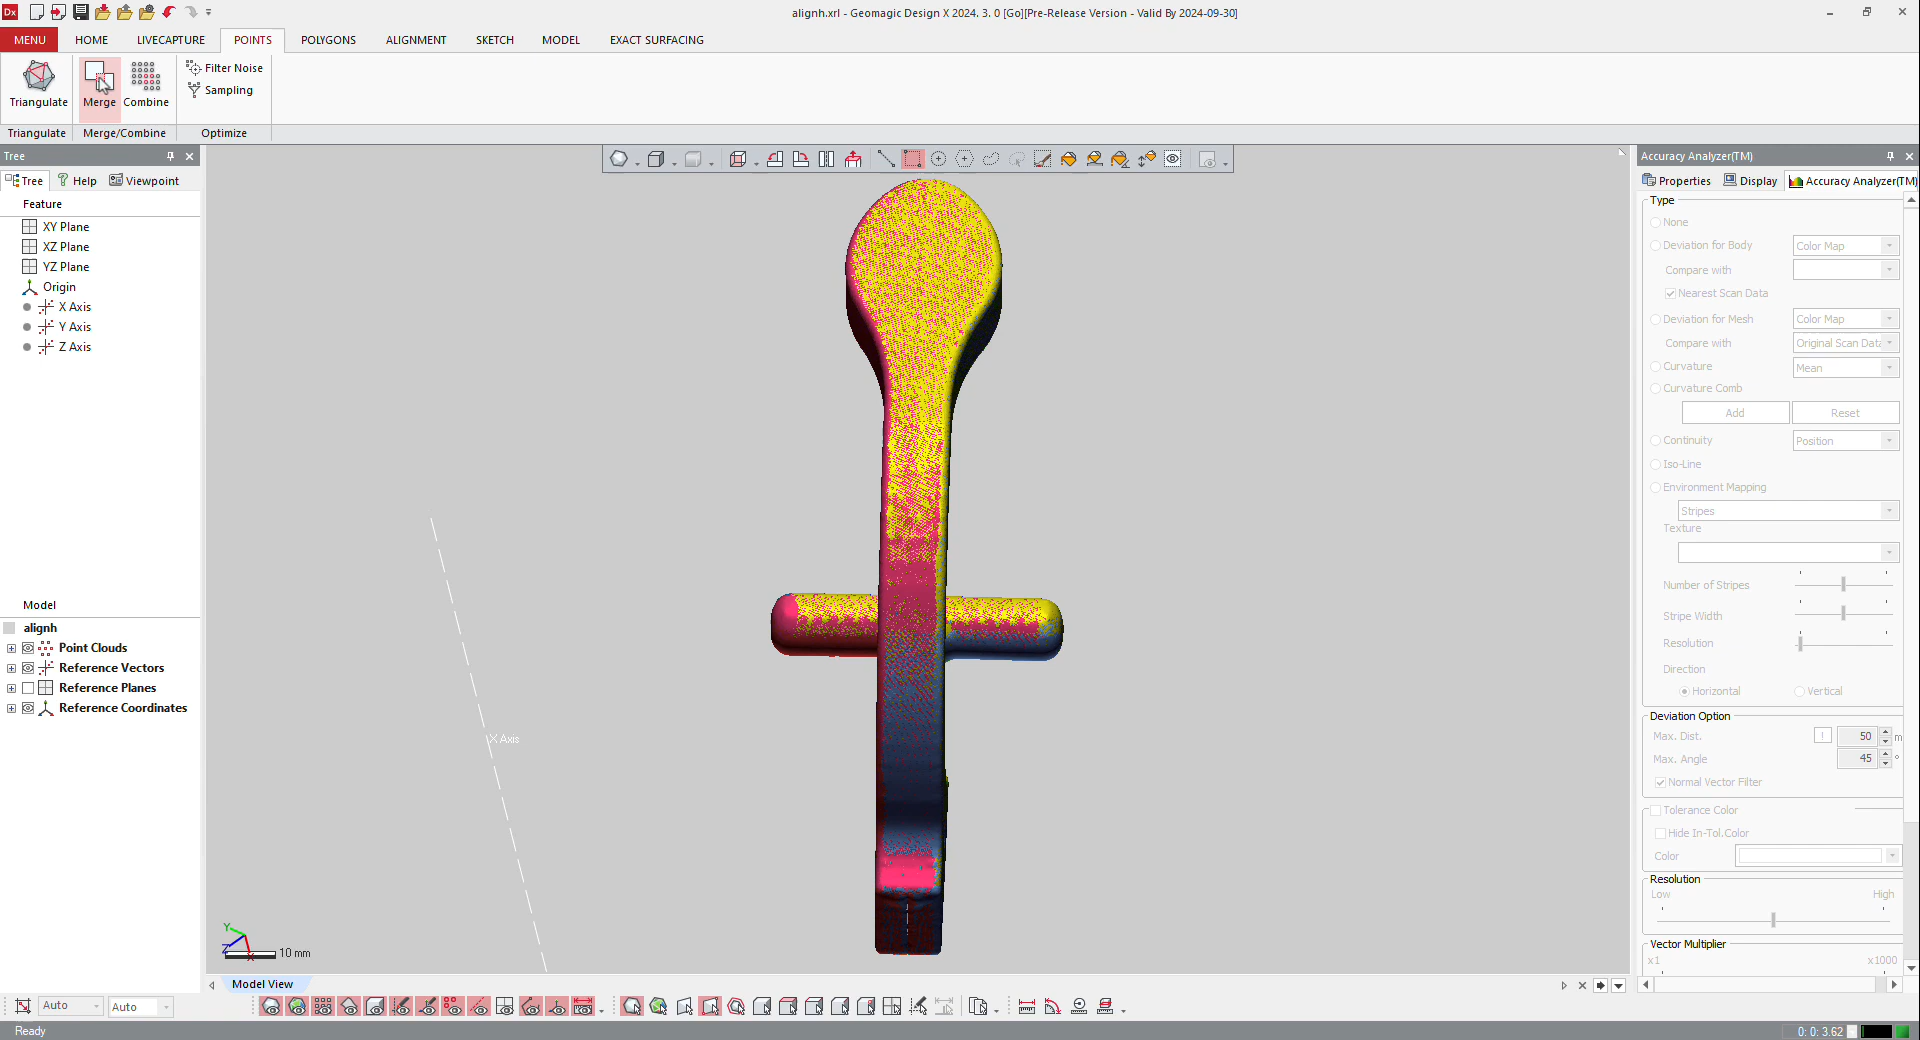 Dx
alignh.xrl - Geomagic Design X 2024. 3. 0 [Go][Pre-Release Version - Valid By 2024-09-30]
MENU HOME LIVECAPTURE POINTS POLYGONS ALIGNMENT SKETCH MODEL EXACT SURFACING
Triangulate
Merge
Combine
Filter Noise
Sampling
Triangulate Merge/Combine Optimize
Tree
Tree Help Viewpoint
Feature
XY Plane
XZ Plane
YZ Plane
Origin
X Axis
Y Axis
Z Axis
Model
alignh
Point Clouds
Reference Vectors
Reference Planes
Reference Coordinates
X Axis
Y
Z
X
10 mm
Model View
Accuracy Analyzer(TM)
Properties Display Accuracy Analyzer(TM)
Type
None
Deviation for Body Color Map
Compare with
Nearest Scan Data
Deviation for Mesh Color Map
Compare with Original Scan Data
Curvature Mean
Curvature Comb
Add Reset
Continuity Position
Iso-Line
Environment Mapping
Stripes
Texture
Number of Stripes
Stripe Width
Resolution
Direction
Horizontal Vertical
Deviation Option
Max. Dist. ! 50 m
Max. Angle 45 °
Normal Vector Filter
Tolerance Color
Hide In-Tol.Color
Color
Resolution
Low High
Vector Multiplier
x1 x1000
Auto Auto
Ready
0: 0: 3.62